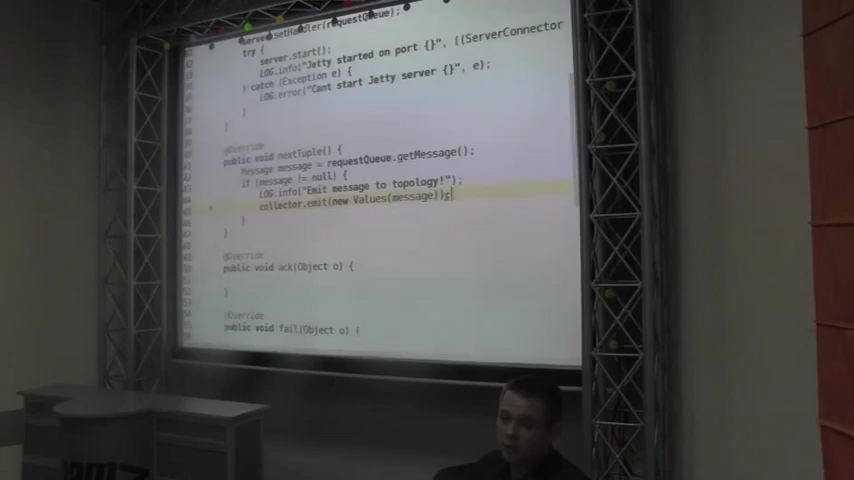 server.setHandler(requestQueue);
try {
server.start();
LOG.info("Jetty started on port {}", ((ServerConnector
} catch (Exception e) {
LOG.error("Cant start Jetty server {}", e);
}
}
@Override
public void nextTuple() {
Message message = requestQueue.getMessage();
if (message != null) {
LOG.info("Emit message to topology!");
collector.emit(new Values(message));
}
}
@Override
public void ack(Object o) {
}
@Override
public void fail(Object o) {